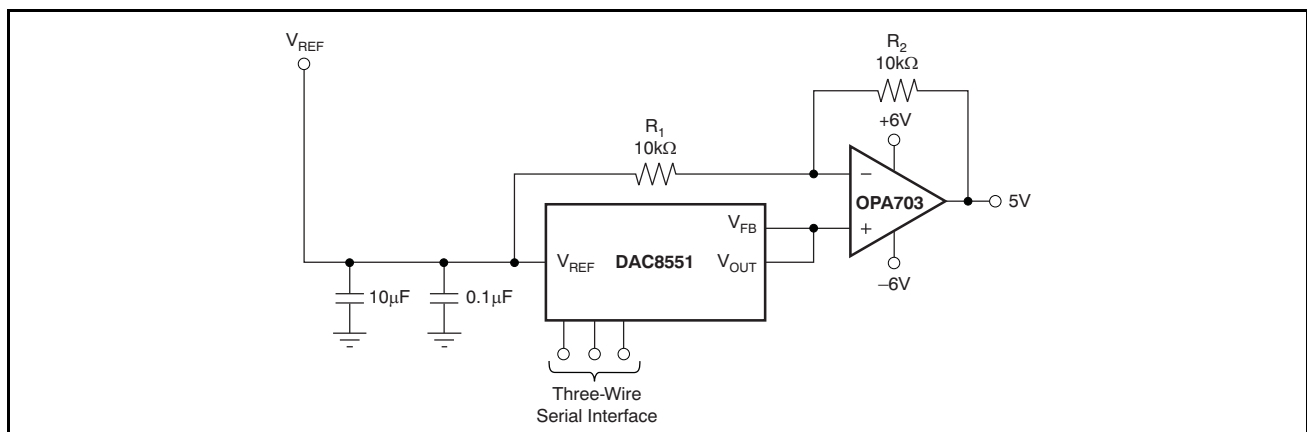 V_REF
R_2
10kΩ
+6V
R_1
10kΩ
–
OPA703
+
5V
–6V
V_FB
V_REF
DAC8551
V_OUT
10μF
0.1μF
Three-Wire
Serial Interface